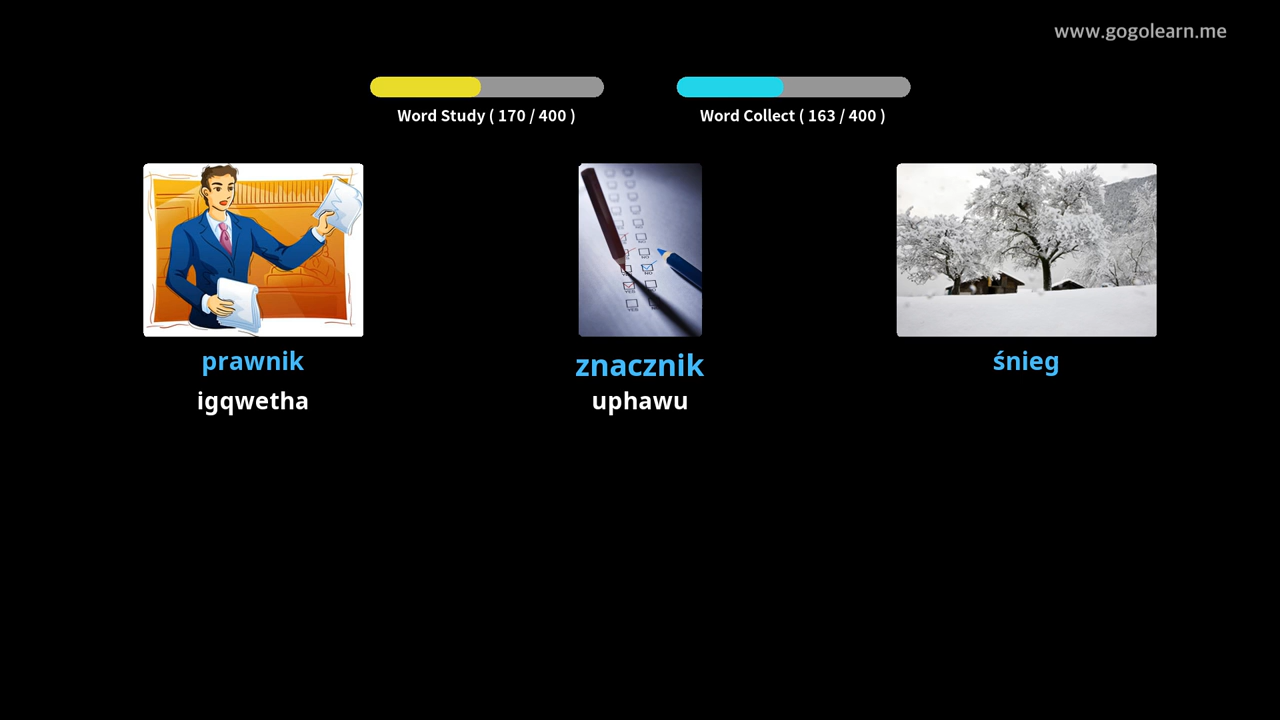 www.gogolearn.me
Word Study ( 170 / 400 )
Word Collect ( 163 / 400 )
prawnik
igqwetha
znacznik
uphawu
śnieg